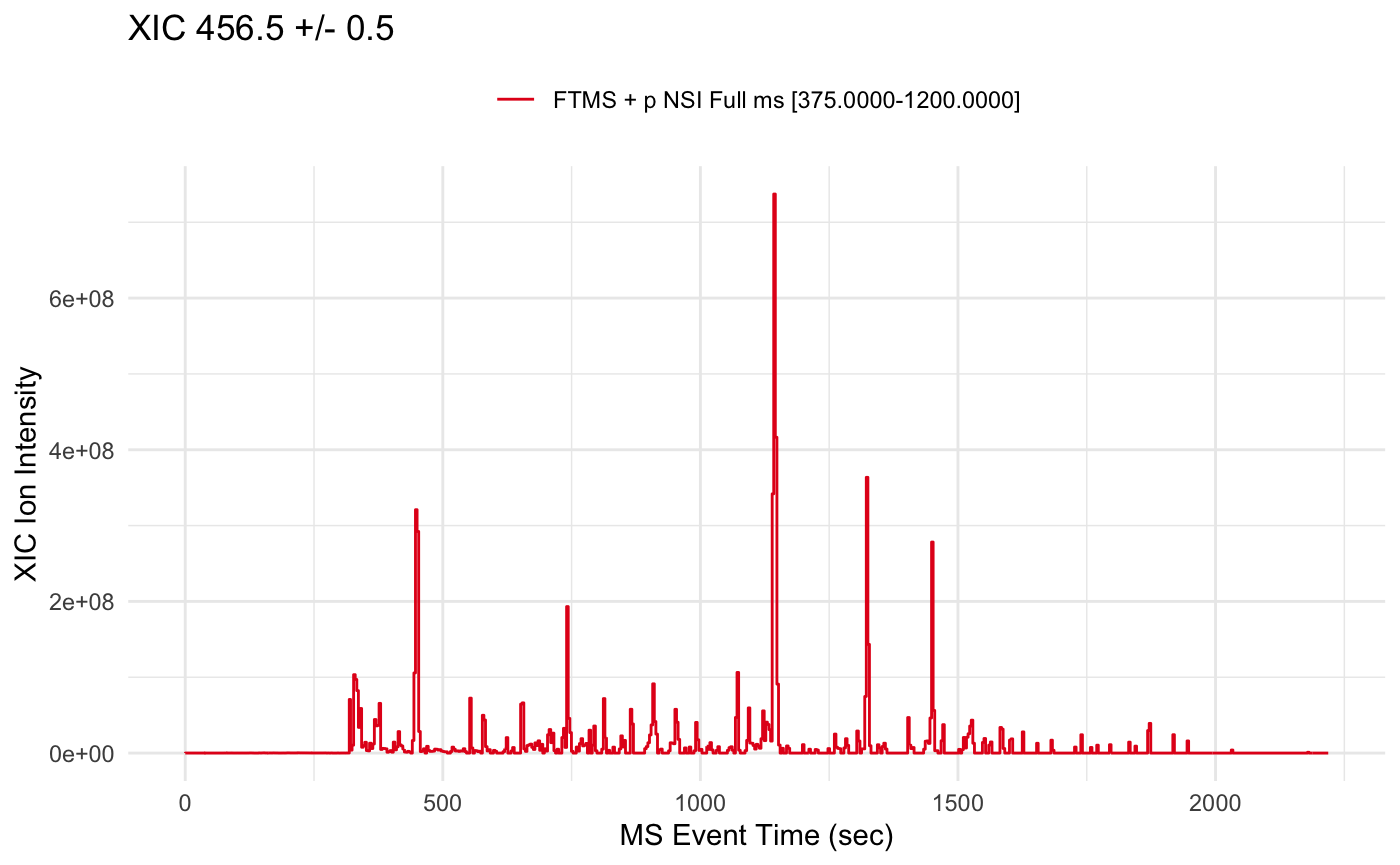 XIC 456.5 +/- 0.5
FTMS + p NSI Full ms [375.0000-1200.0000]
XIC Ion Intensity
6e+08
4e+08
2e+08
0e+00
0 500 1000 1500 2000
MS Event Time (sec)